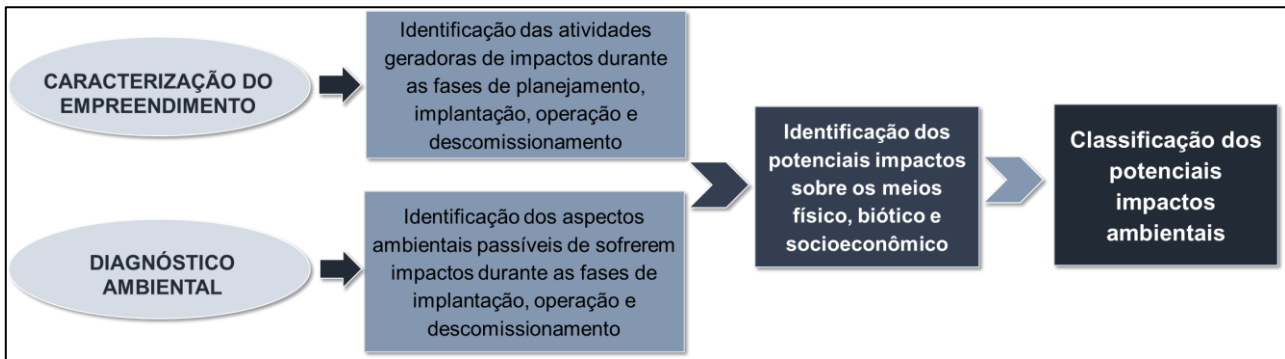 CARACTERIZAÇÃO DO
EMPREENDIMENTO
Identificação das atividades
geradoras de impactos durante
as fases de planejamento,
implantação, operação e
descomissionamento
DIAGNÓSTICO
AMBIENTAL
Identificação dos aspectos
ambientais passíveis de sofrerem
impactos durante as fases de
implantação, operação e
descomissionamento
Identificação dos
potenciais impactos
sobre os meios
físico, biótico e
socioeconômico
Classificação dos
potenciais
impactos
ambientais